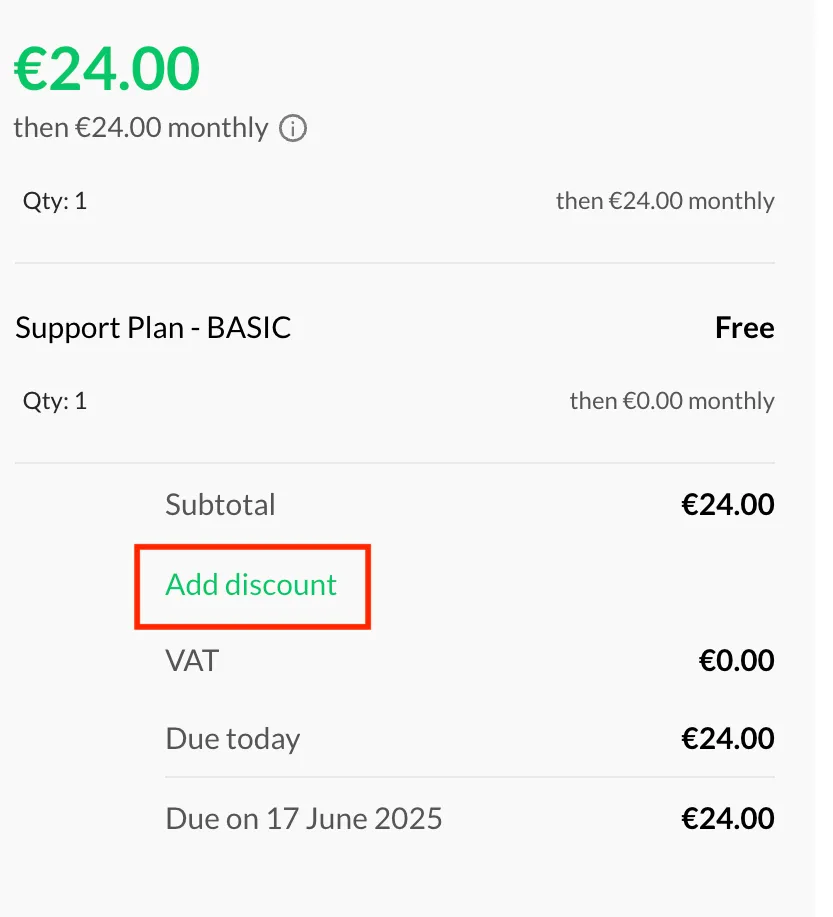 €24.00
then €24.00 monthly
Qty: 1 then €24.00 monthly
Support Plan - BASIC Free
Qty: 1 then €0.00 monthly
Subtotal €24.00
Add discount
VAT €0.00
Due today €24.00
Due on 17 June 2025 €24.00